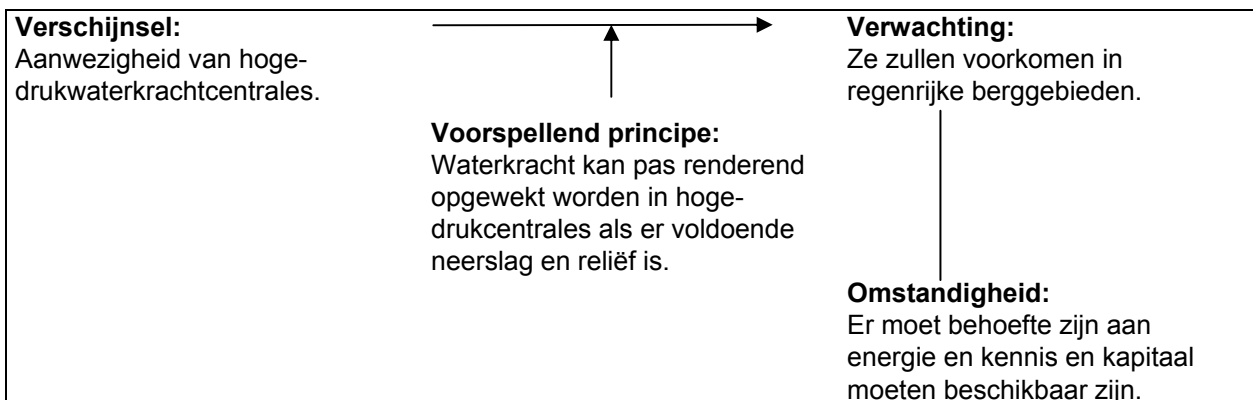 Verschijnsel:
Aanwezigheid van hoge-
drukwaterkrachtcentrales.
Voorspellend principe:
Waterkracht kan pas renderend
opgewekt worden in hoge-
drukcentrales als er voldoende
neerslag en reliëf is.
Verwachting:
Ze zullen voorkomen in
regenrijke berggebieden.
Omstandigheid:
Er moet behoefte zijn aan
energie en kennis en kapitaal
moeten beschikbaar zijn.